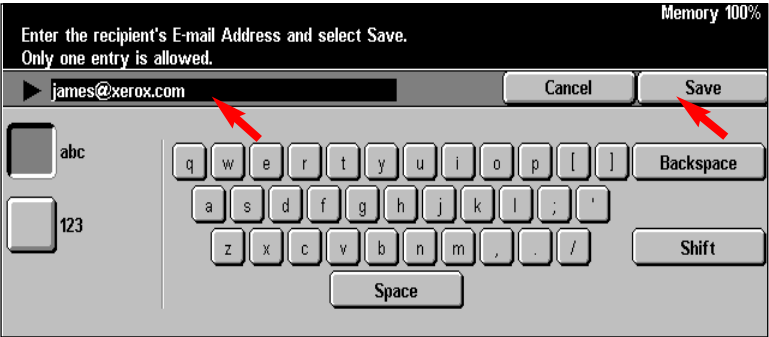 Memory 100%
Enter the recipient's E-mail Address and select Save.
Only one entry is allowed.
james@xerox.com
Cancel
Save
abc
q w e r t y u i o p [ ] Backspace
a s d f g h j k l ; '
123
z x c v b n m , . / Shift
Space